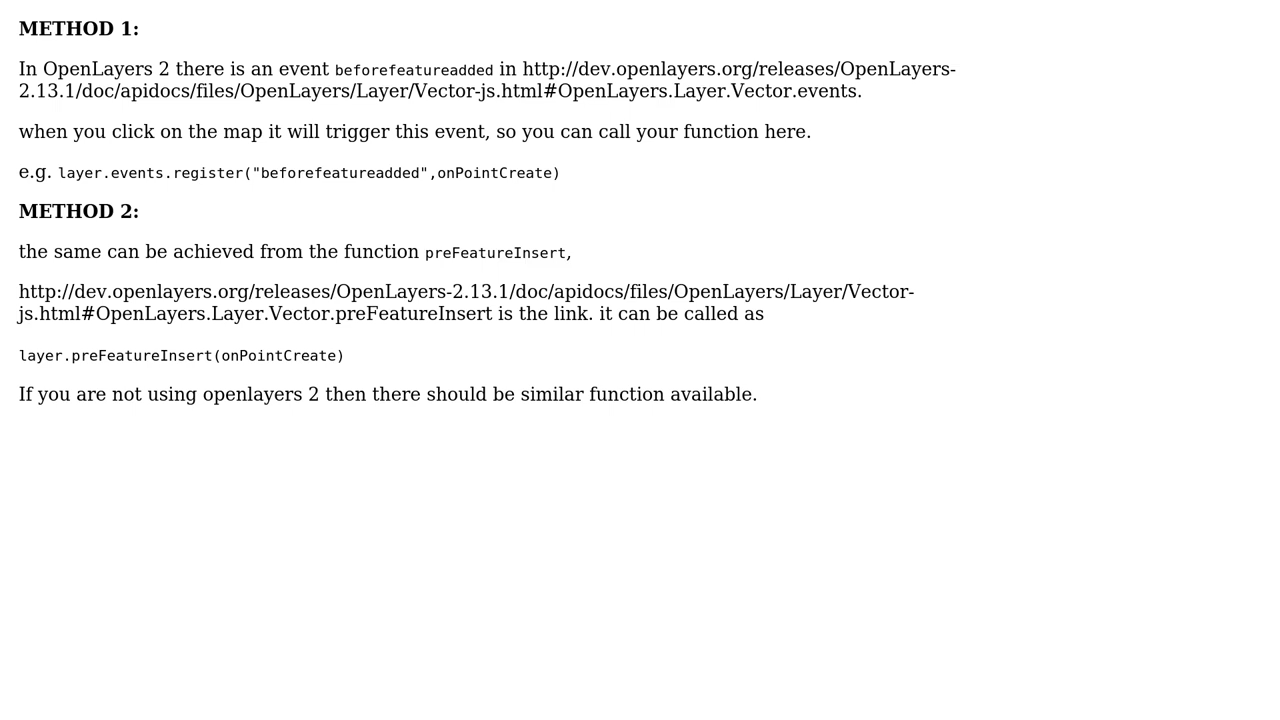 METHOD 1:
In OpenLayers 2 there is an event beforefeatureadded in http://dev.openlayers.org/releases/OpenLayers-
2.13.1/doc/apidocs/files/OpenLayers/Layer/Vector-js.html#OpenLayers.Layer.Vector.events.
when you click on the map it will trigger this event, so you can call your function here.
e.g. layer.events.register("beforefeatureadded",onPointCreate)
METHOD 2:
the same can be achieved from the function preFeatureInsert,
http://dev.openlayers.org/releases/OpenLayers-2.13.1/doc/apidocs/files/OpenLayers/Layer/Vector-
js.html#OpenLayers.Layer.Vector.preFeatureInsert is the link. it can be called as
layer.preFeatureInsert(onPointCreate)
If you are not using openlayers 2 then there should be similar function available.